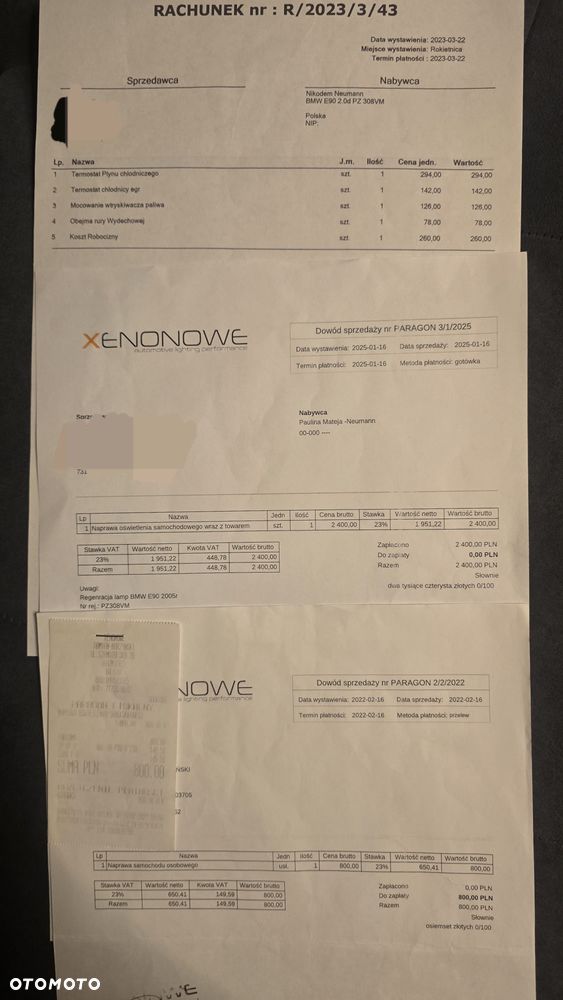 RACHUNEK nr : R/2023/3/43
Data wystawienia: 2023-03-22
Miejsce wystawienia: Rokietnica
Termin płatności : 2023-03-22
Sprzedawca Nabywca
Nikodem Neumann
BMW E90 2.0d PZ 308VM
Polska
NIP:
Lp. Nazwa J.m. Ilość Cena jedn. Wartość
1 Termostat Płynu chłodniczego szt. 1 294,00 294,00
2 Termostat chłodnicy egr szt. 1 142,00 142,00
3 Mocowanie wtryskiwacza paliwa szt. 1 126,00 126,00
4 Obejma rury Wydechowej szt. 1 78,00 78,00
5 Koszt Robocizny szt. 1 260,00 260,00
XENONOWE
automotive lighting performance
Dowód sprzedaży nr PARAGON 3/1/2025
Data wystawienia: 2025-01-16 Data sprzedaży: 2025-01-16
Termin płatności: 2025-01-16 Metoda płatności: gotówka
Nabywca
Paulina Mateja -Neumann
00-000 ----
Lp Nazwa Jedn Ilość Cena brutto Stawka Wartość netto Wartość brutto
1 Naprawa oświetlenia samochodowego wraz z towarem szt. 1 2 400,00 23% 1 951,22 2 400,00
Stawka VAT Wartość netto Kwota VAT Wartość brutto
23% 1 951,22 448,78 2 400,00
Razem 1 951,22 448,78 2 400,00
Zapłacono 2 400,00 PLN
Do zapłaty 0,00 PLN
Razem 2 400,00 PLN
Słownie
dwa tysiące czterysta złotych 0/100
Uwagi:
Regenracja lamp BMW E90 2005r
Nr rej.: PZ308VM
NOWE
lighting performance
Dowód sprzedaży nr PARAGON 2/2/2022
Data wystawienia: 2022-02-16 Data sprzedaży: 2022-02-16
Termin płatności: 2022-02-16 Metoda płatności: przelew
SUMA PLN 800,00
ŃSKI
03705
52
Lp Nazwa Jedn Ilość Cena brutto Stawka Wartość netto Wartość brutto
1 Naprawa samochodu osobowego usł. 1 800,00 23% 650,41 800,00
Stawka VAT Wartość netto Kwota VAT Wartość brutto
23% 650,41 149,59 800,00
Razem 650,41 149,59 800,00
Zapłacono 0,00 PLN
Do zapłaty 800,00 PLN
Razem 800,00 PLN
Słownie
osiemset złotych 0/100
OWE
OTOMOTO